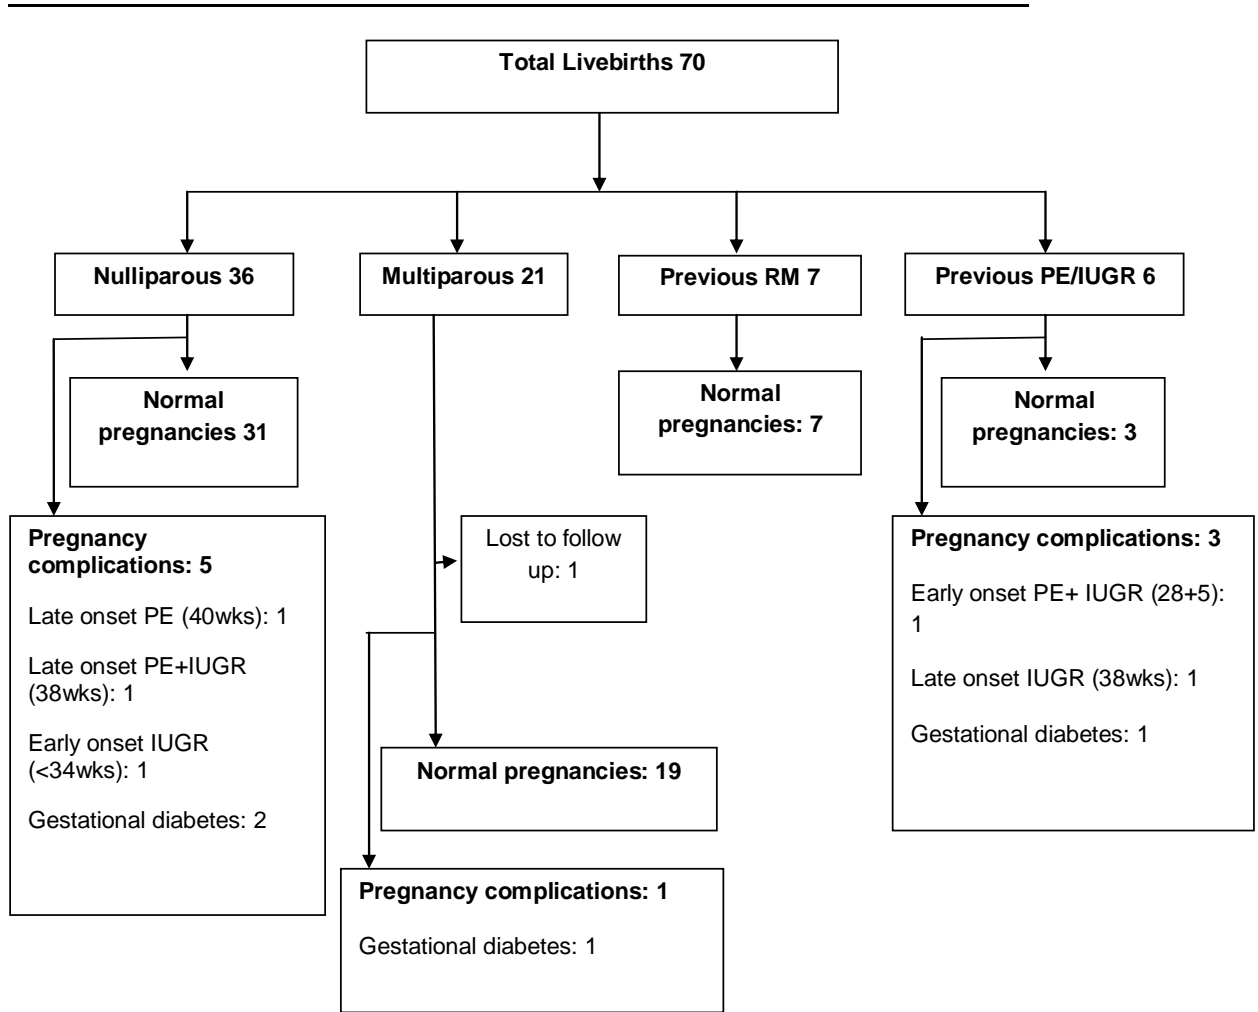 Total Livebirths 70
Nulliparous 36
Multiparous 21
Previous RM 7
Previous PE/IUGR 6
Normal
pregnancies 31
Normal
pregnancies: 7
Normal
pregnancies: 3
Pregnancy
complications: 5
Late onset PE (40wks): 1
Late onset PE+IUGR
(38wks): 1
Early onset IUGR
(<34wks): 1
Gestational diabetes: 2
Lost to follow
up: 1
Normal pregnancies: 19
Pregnancy complications: 1
Gestational diabetes: 1
Pregnancy complications: 3
Early onset PE+ IUGR (28+5):
1
Late onset IUGR (38wks): 1
Gestational diabetes: 1